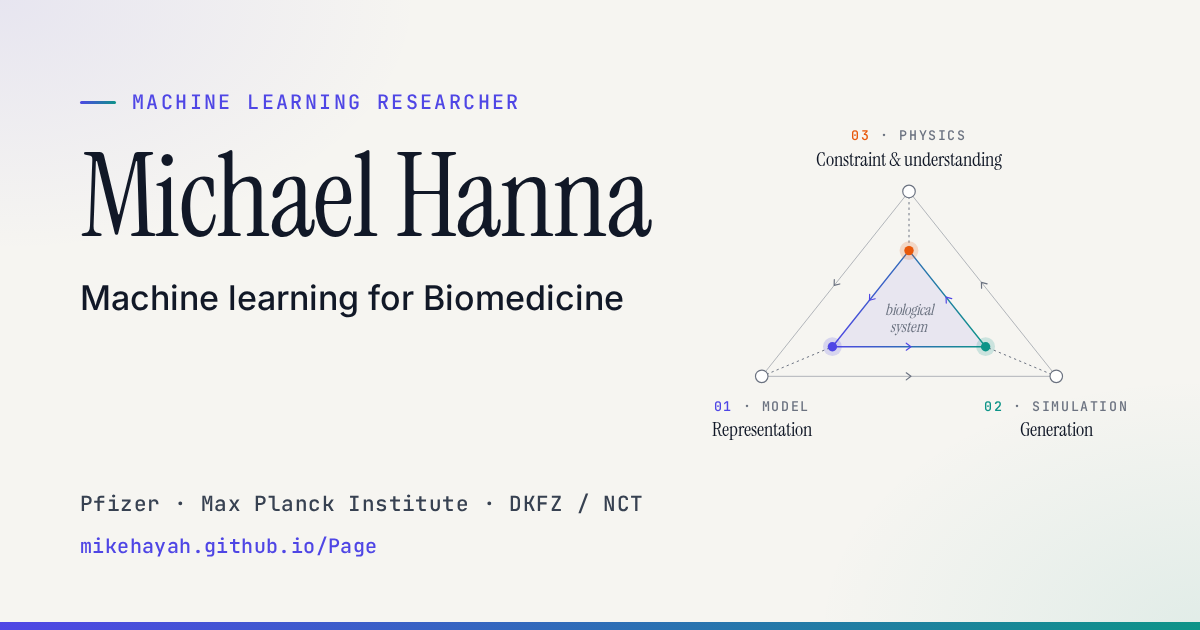 MACHINE LEARNING RESEARCHER
Michael Hanna
Machine learning for Biomedicine
03 · PHYSICS
Constraint & understanding
biological
system
01 · MODEL
Representation
02 · SIMULATION
Generation
Pfizer · Max Planck Institute · DKFZ / NCT
mikehayah.github.io/Page